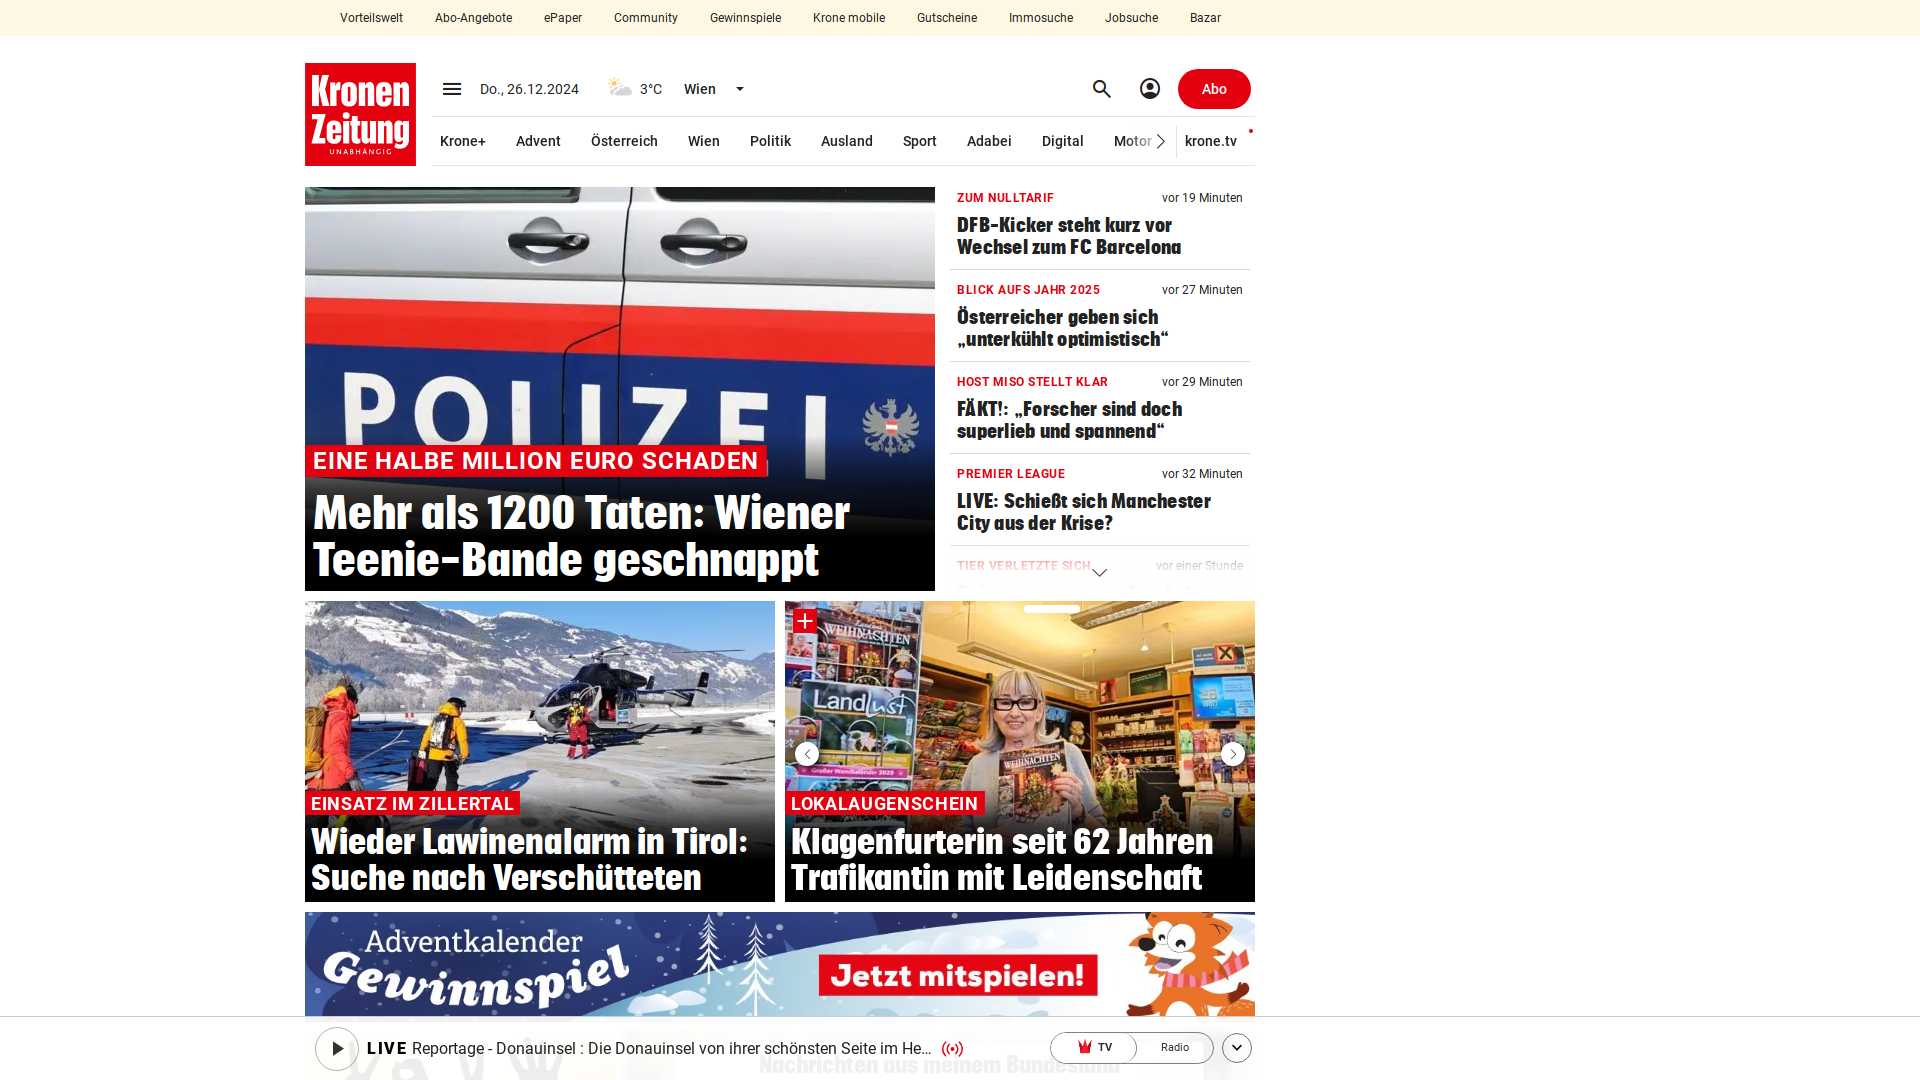 Vorteilswelt Abo-Angebote ePaper Community Gewinnspiele Krone mobile Gutscheine Immosuche Jobsuche Bazar
Kronen
Zeitung
UNABHÄNGIG
Do., 26.12.2024 3°C Wien
Abo
Krone+ Advent Österreich Wien Politik Ausland Sport Adabei Digital Motor krone.tv
POLIZEI
EINE HALBE MILLION EURO SCHADEN
Mehr als 1200 Taten: Wiener
Teenie-Bande geschnappt
ZUM NULLTARIF vor 19 Minuten
DFB-Kicker steht kurz vor
Wechsel zum FC Barcelona
BLICK AUFS JAHR 2025 vor 27 Minuten
Österreicher geben sich
„unterkühlt optimistisch“
HOST MISO STELLT KLAR vor 29 Minuten
FÄKT!: „Forscher sind doch
superlieb und spannend“
PREMIER LEAGUE vor 32 Minuten
LIVE: Schießt sich Manchester
City aus der Krise?
TIER VERLETZTE SICH vor einer Stunde
EINSATZ IM ZILLERTAL
Wieder Lawinenalarm in Tirol:
Suche nach Verschütteten
WEIHNACHTEN
Landlust
WEIHNACHTEN
LOKALAUGENSCHEIN
Klagenfurterin seit 62 Jahren
Trafikantin mit Leidenschaft
Adventkalender
Gewinnspiel
Jetzt mitspielen!
LIVE Reportage - Donauinsel : Die Donauinsel von ihrer schönsten Seite im He...
TV Radio
Nachrichten aus meinem Bundesland